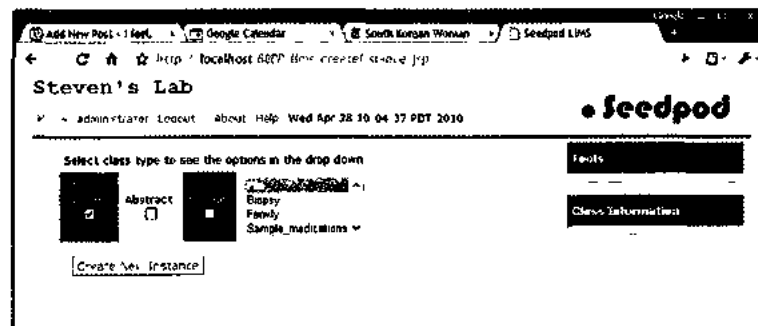 Google
Add New Post Google Calendar South Korean Woman Seedpod LIMS
localhost
Steven's Lab
Seedpod
administrator Logout About Help Wed Apr 28 10 04 37 PDT 2010
Select class type to see the options in the drop down
Tools
Abstract
Biopsy
Family
Sample_medications
Class Information
Create New Instance